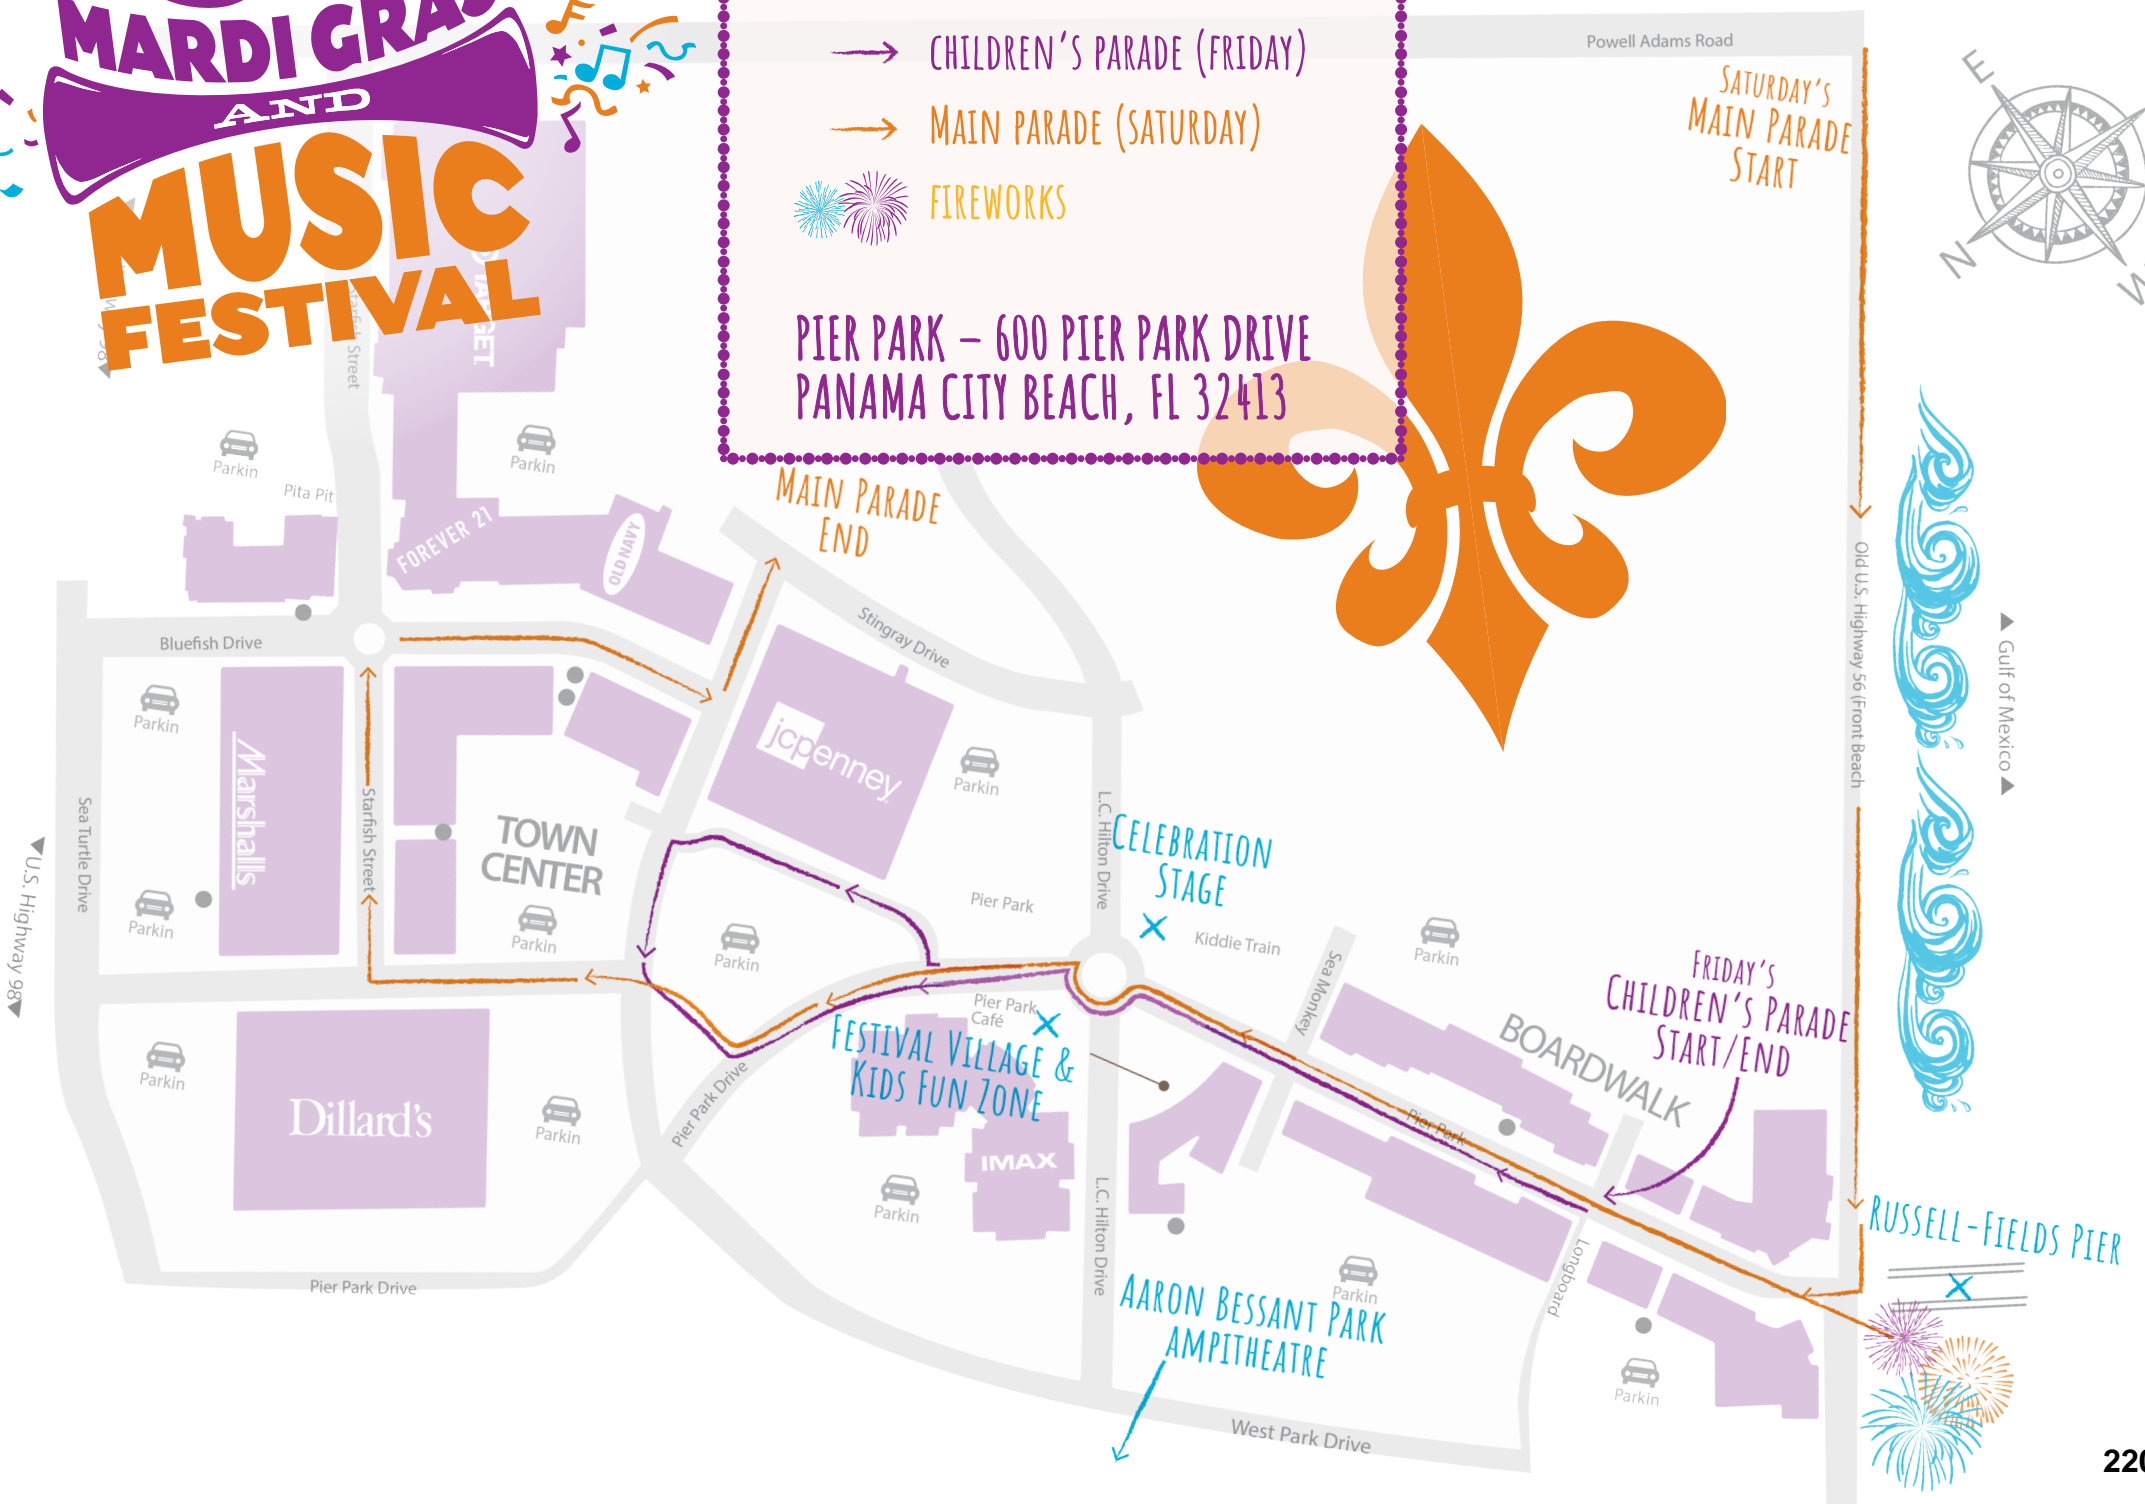 MARDI GRAS
AND
MUSIC
FESTIVAL
CHILDREN'S PARADE (FRIDAY)
MAIN PARADE (SATURDAY)
FIREWORKS
PIER PARK – 600 PIER PARK DRIVE
PANAMA CITY BEACH, FL 32413
Powell Adams Road
SATURDAY'S
MAIN PARADE
START
E
N
Starfish Street
Parkin
Pita Pit
Parkin
FOREVER 21
OLD NAVY
MAIN PARADE
END
Bluefish Drive
Stingray Drive
Old U.S. Highway 56 (Front Beach
Gulf of Mexico
Parkin
Marshalls
jcpenney
Parkin
Sea Turtle Drive
U.S. Highway 98
Starfish Street
TOWN
CENTER
Parkin
Parkin
Parkin
L.C. Hilton Drive
CELEBRATION
STAGE
Pier Park
Kiddie Train
Sea Monkey
Parkin
FRIDAY'S
CHILDREN'S PARADE
START/END
BOARDWALK
Pier Park
Pier Park
Café
FESTIVAL VILLAGE &
KIDS FUN ZONE
Parkin
Dillard's
Parkin
Pier Park Drive
IMAX
Parkin
L.C. Hilton Drive
Pier Park Drive
RUSSELL-FIELDS PIER
Longboard
Parkin
AARON BESSANT PARK
AMPITHEATRE
Parkin
West Park Drive
220